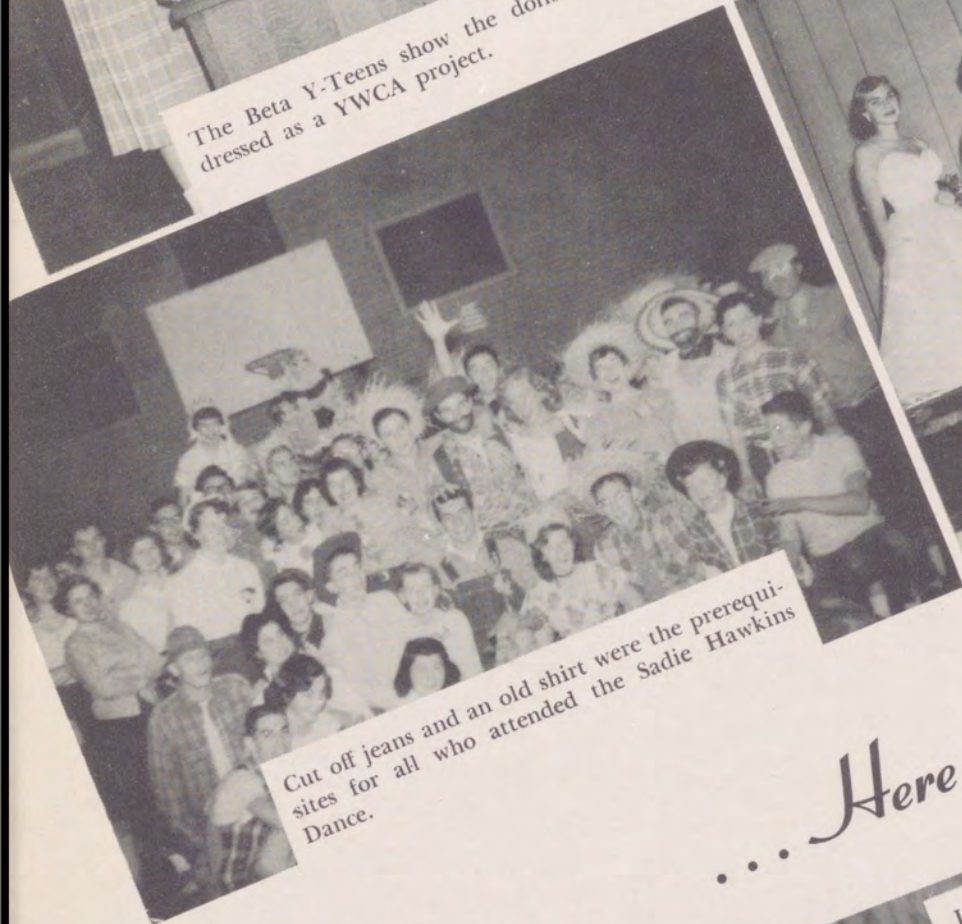 The Beta Y-Teens show the
dressed as a YWCA project.
Cut off jeans and an old shirt were the prerequi-
sites for all who attended the Sadie Hawkins
Dance.
. . . Here